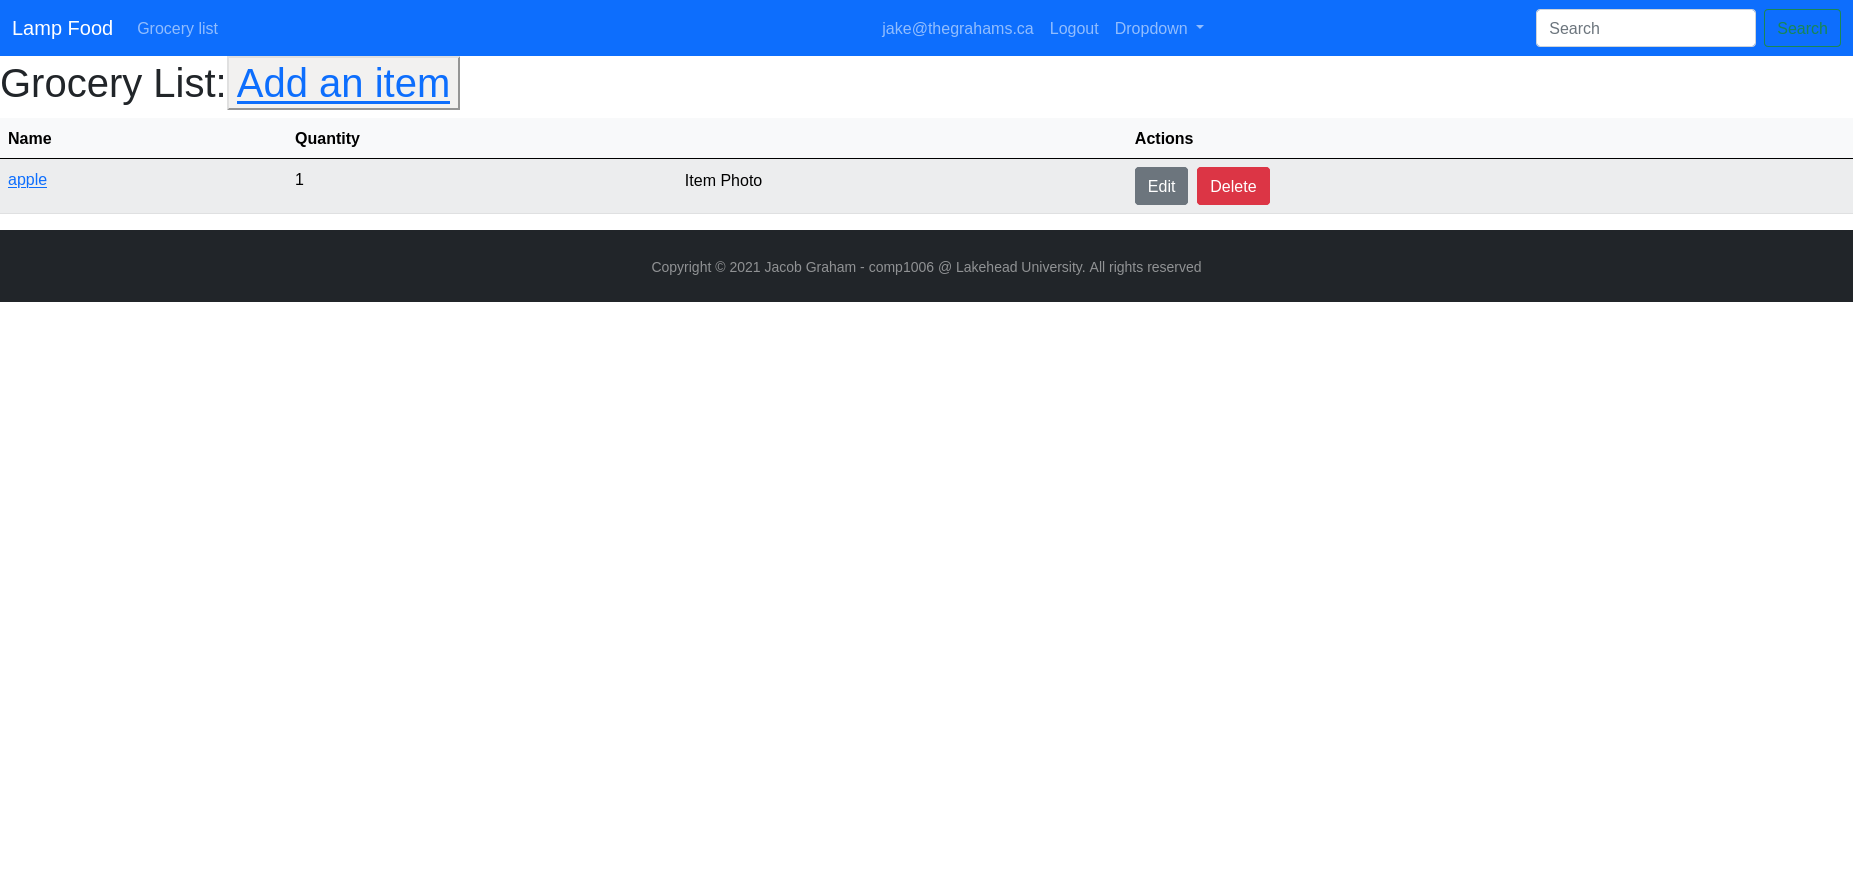 Lamp Food Grocery list jake@thegrahams.ca Logout Dropdown Search Search
Grocery List: Add an item
Name Quantity Actions
apple 1 Item Photo Edit Delete
Copyright © 2021 Jacob Graham - comp1006 @ Lakehead University. All rights reserved